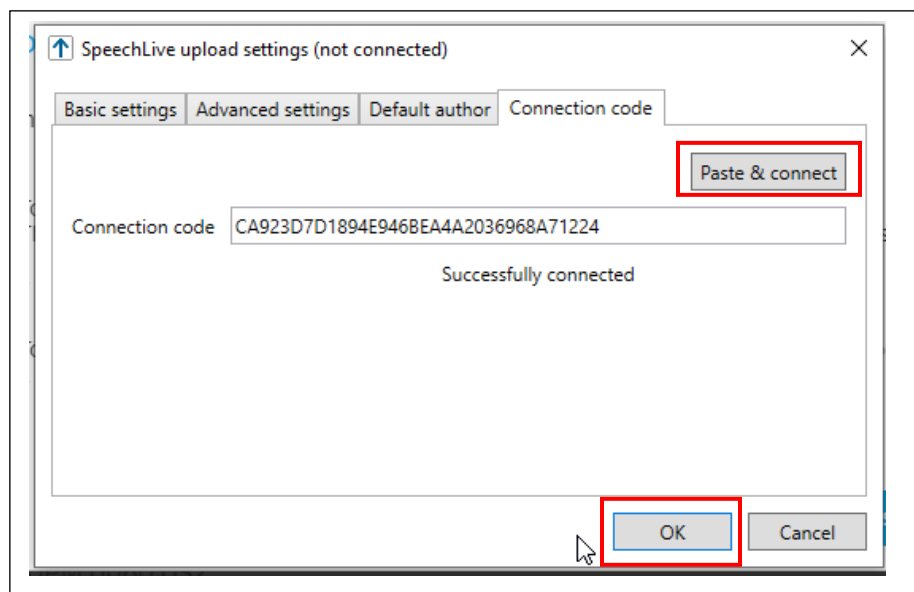 SpeechLive upload settings (not connected)
Basic settings Advanced settings Default author Connection code
Paste & connect
Connection code CA923D7D1894E946BEA4A2036968A71224
Successfully connected
OK Cancel